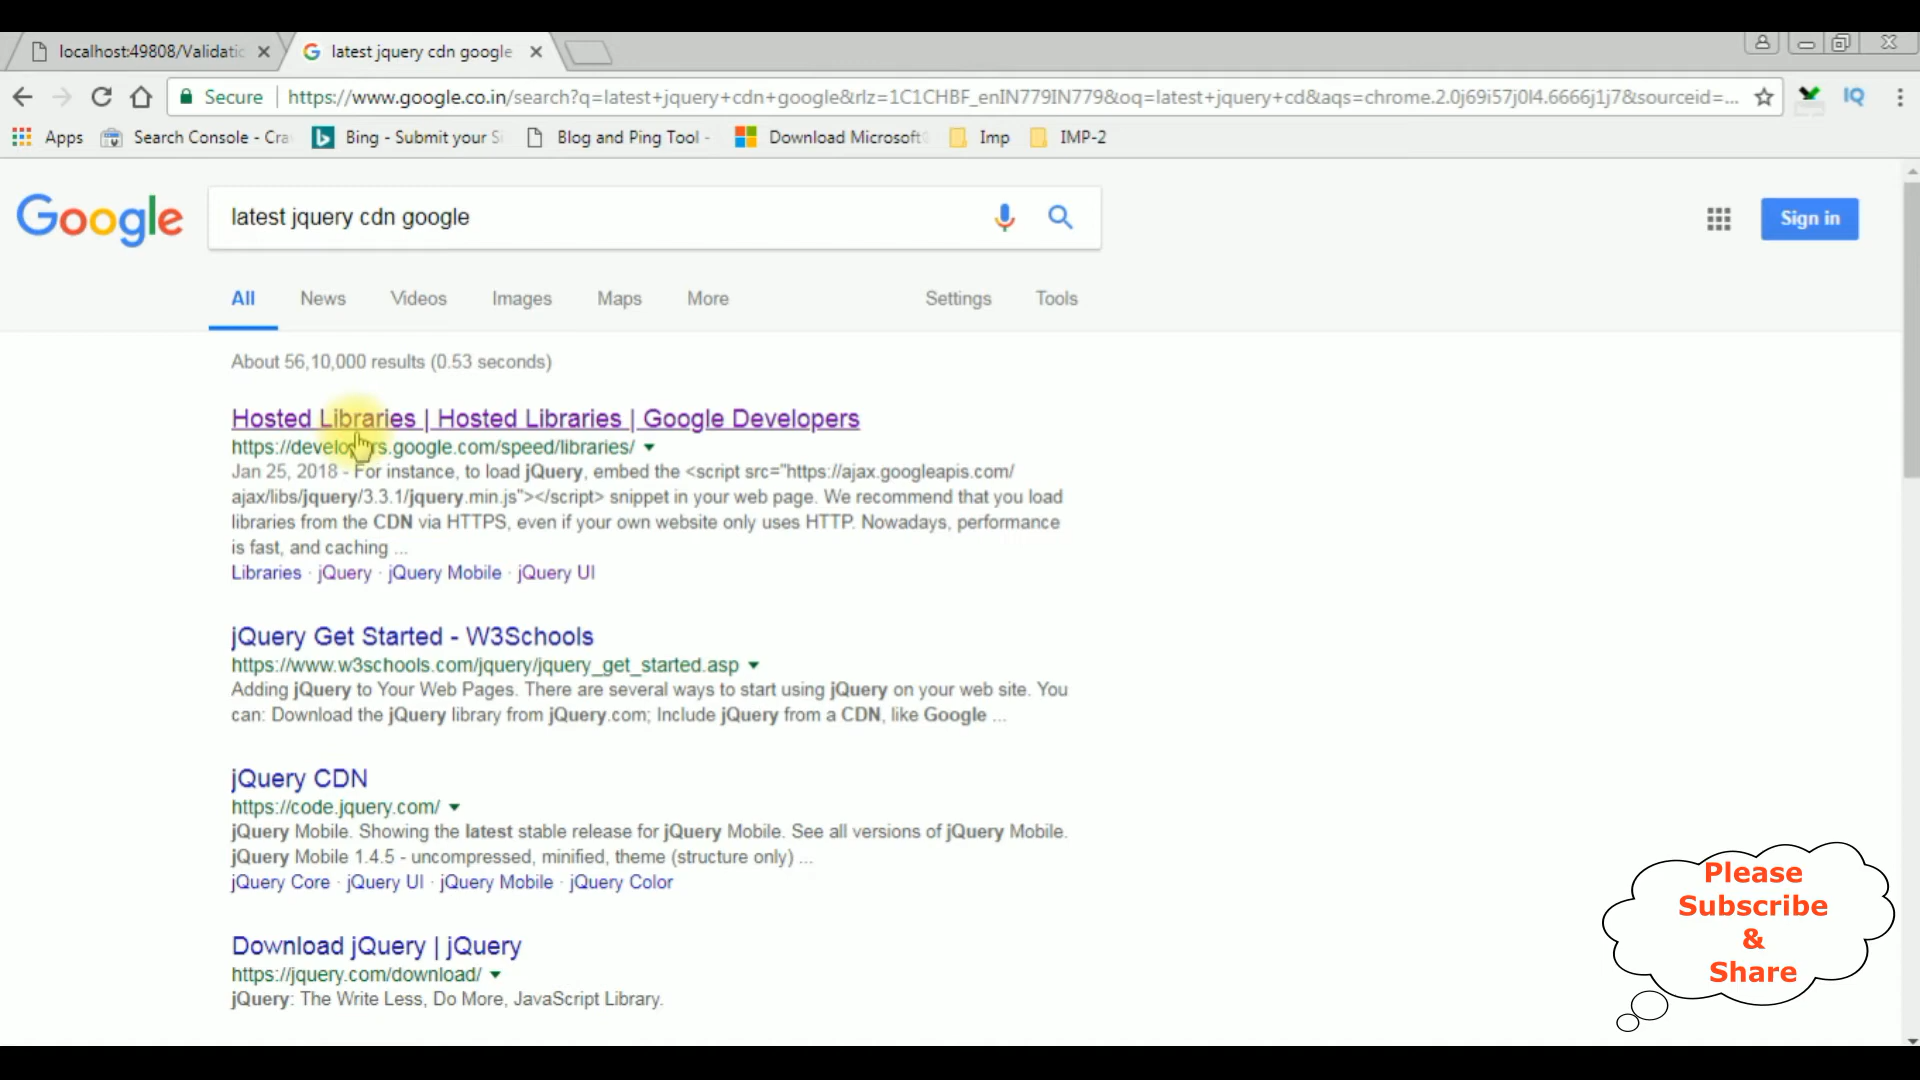 localhost:49808/Validatic
latest jquery cdn google
Secure https://www.google.co.in/search?q=latest+jquery+cdn+google&rlz=1C1CHBF_enIN779IN779&oq=latest+jquery+cd&aqs=chrome.2.0j69i57j0l4.6666j1j7&sourceid=... IQ
Apps Search Console - Cra Bing - Submit your S Blog and Ping Tool - Download Microsoft Imp IMP-2
Google latest jquery cdn google Sign in
All News Videos Images Maps More Settings Tools
About 56,10,000 results (0.53 seconds)
Hosted Libraries | Hosted Libraries | Google Developers
https://developers.google.com/speed/libraries/
Jan 25, 2018 - For instance, to load jQuery, embed the <script src="https://ajax.googleapis.com/
ajax/libs/jquery/3.3.1/jquery.min.js"></script> snippet in your web page. We recommend that you load
libraries from the CDN via HTTPS, even if your own website only uses HTTP. Nowadays, performance
is fast, and caching ...
Libraries · jQuery · jQuery Mobile · jQuery UI
jQuery Get Started - W3Schools
https://www.w3schools.com/jquery/jquery_get_started.asp
Adding jQuery to Your Web Pages. There are several ways to start using jQuery on your web site. You
can: Download the jQuery library from jQuery.com; Include jQuery from a CDN, like Google ...
jQuery CDN
https://code.jquery.com/
jQuery Mobile. Showing the latest stable release for jQuery Mobile. See all versions of jQuery Mobile.
jQuery Mobile 1.4.5 - uncompressed, minified, theme (structure only) ...
jQuery Core · jQuery UI · jQuery Mobile · jQuery Color
Download jQuery | jQuery
https://jquery.com/download/
jQuery: The Write Less, Do More, JavaScript Library.
Please
Subscribe
&
Share